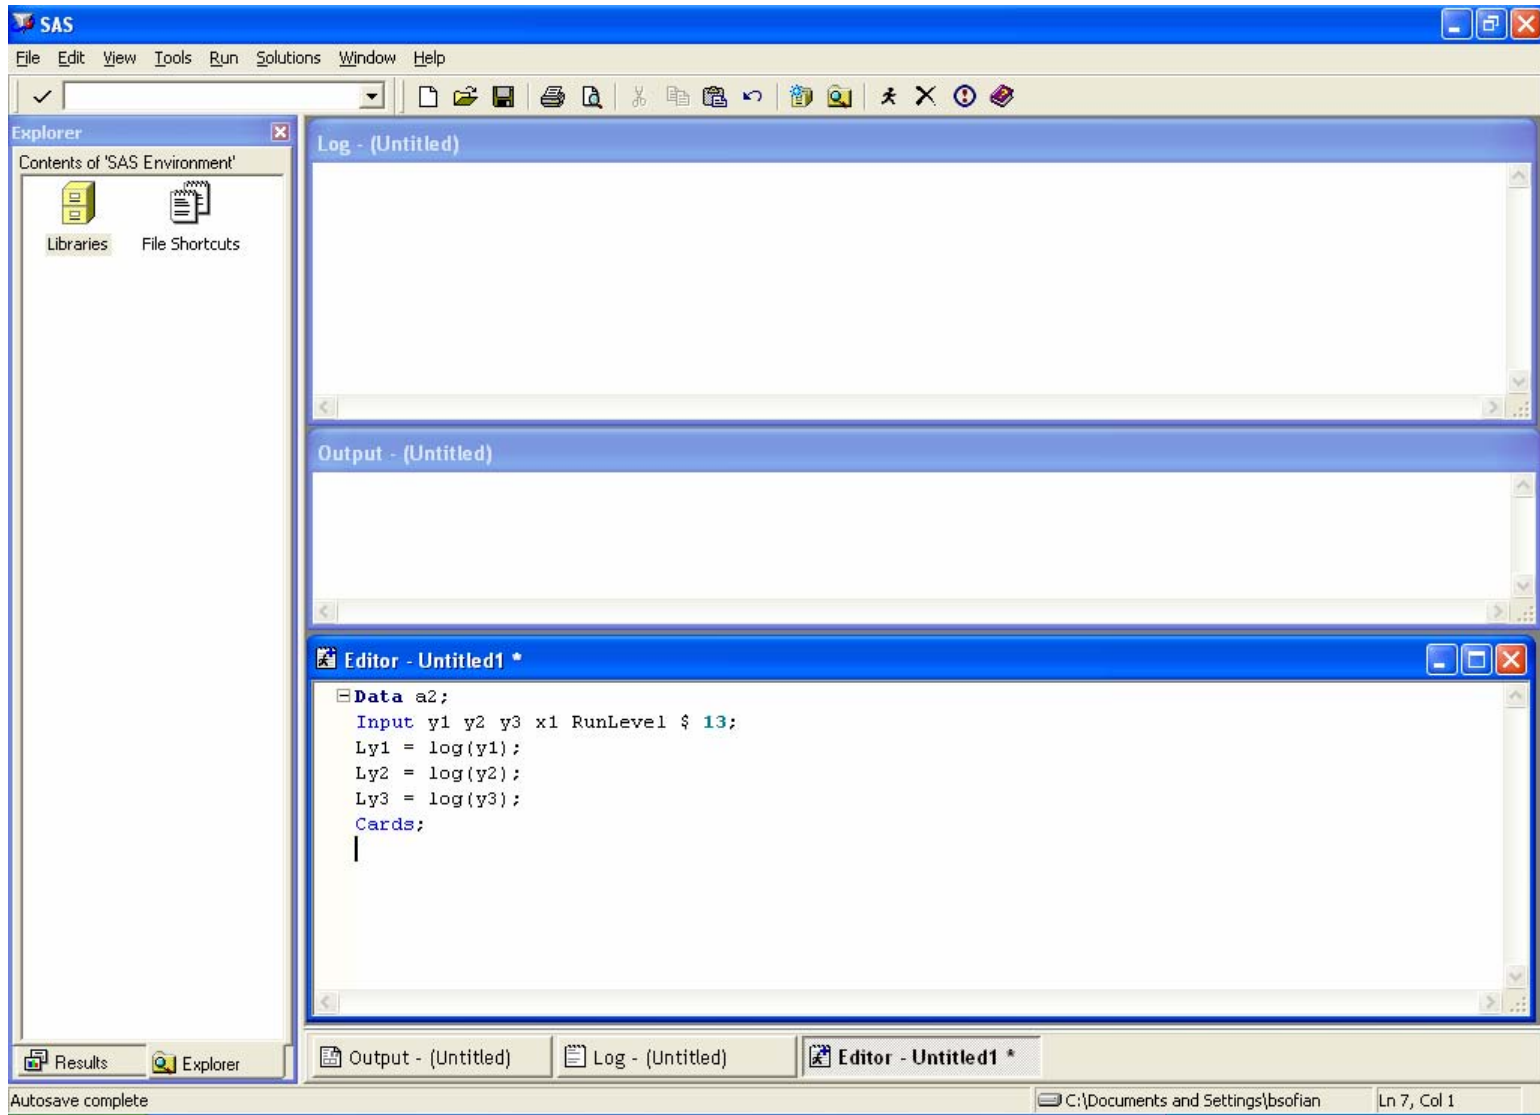 SAS
File Edit View Tools Run Solutions Window Help
Explorer
Contents of 'SAS Environment'
Libraries File Shortcuts
Log - (Untitled)
Output - (Untitled)
Editor - Untitled1 *
Data a2;
Input y1 y2 y3 x1 RunLevel $ 13;
Ly1 = log(y1);
Ly2 = log(y2);
Ly3 = log(y3);
Cards;
Results Explorer
Output - (Untitled) Log - (Untitled) Editor - Untitled1 *
Autosave complete C:\Documents and Settings\bsofian Ln 7, Col 1